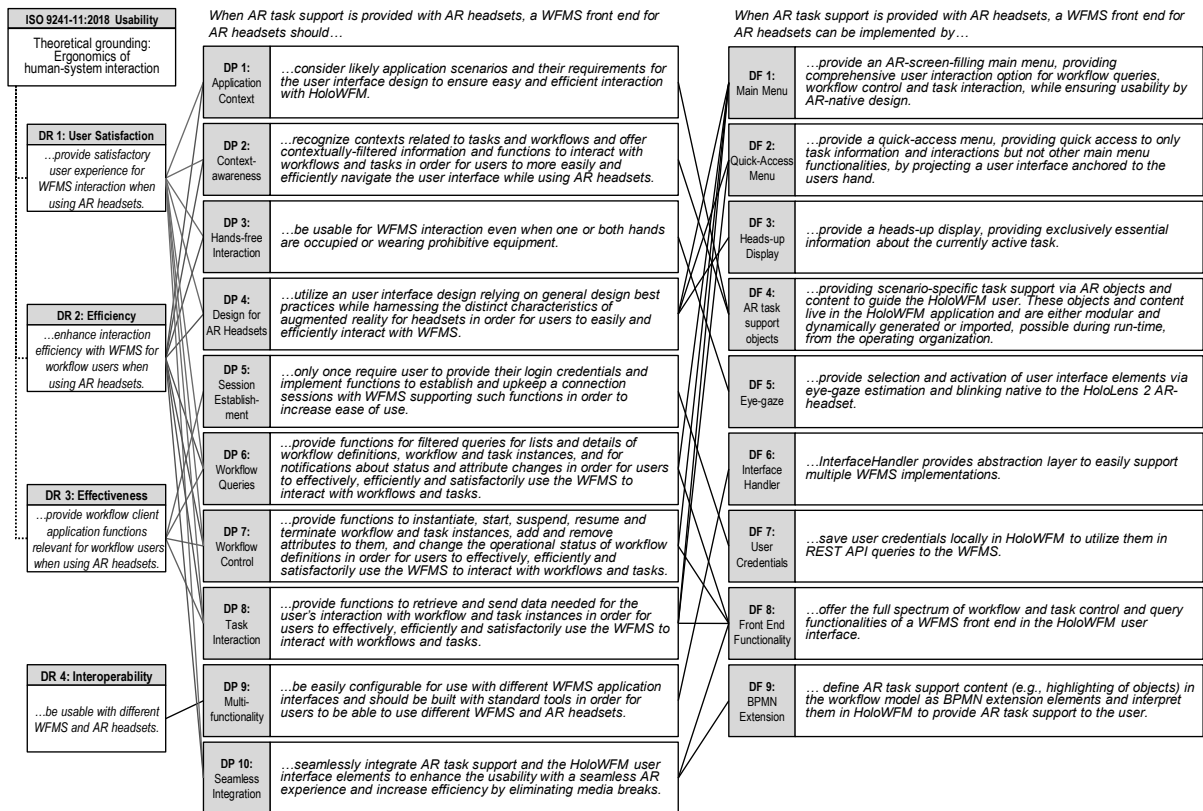 ISO 9241-11:2018 Usability
Theoretical grounding:
Ergonomics of
human-system interaction
DR 1: User Satisfaction
…provide satisfactory
user experience for
WFMS interaction when
using AR headsets.
DR 2: Efficiency
…enhance interaction
efficiency with WFMS for
workflow users when
using AR headsets.
DR 3: Effectiveness
…provide workflow client
application functions
relevant for workflow users
when using AR headsets.
DR 4: Interoperability
…be usable with different
WFMS and AR headsets.
When AR task support is provided with AR headsets, a WFMS front end for
AR headsets should…
DP 1:
Application
Context
…consider likely application scenarios and their requirements for
the user interface design to ensure easy and efficient interaction
with HoloWFM.
DP 2:
Context-
awareness
…recognize contexts related to tasks and workflows and offer
contextually-filtered information and functions to interact with
workflows and tasks in order for users to more easily and
efficiently navigate the user interface while using AR headsets.
DP 3:
Hands-free
Interaction
…be usable for WFMS interaction even when one or both hands
are occupied or wearing prohibitive equipment.
DP 4:
Design for
AR Headsets
…utilize an user interface design relying on general design best
practices while harnessing the distinct characteristics of
augmented reality for headsets in order for users to easily and
efficiently interact with WFMS.
DP 5:
Session
Establish-
ment
…only once require user to provide their login credentials and
implement functions to establish and upkeep a connection
sessions with WFMS supporting such functions in order to
increase ease of use.
DP 6:
Workflow
Queries
…provide functions for filtered queries for lists and details of
workflow definitions, workflow and task instances, and for
notifications about status and attribute changes in order for users
to effectively, efficiently and satisfactorily use the WFMS to
interact with workflows and tasks.
DP 7:
Workflow
Control
…provide functions to instantiate, start, suspend, resume and
terminate workflow and task instances, add and remove
attributes to them, and change the operational status of workflow
definitions in order for users to effectively, efficiently and
satisfactorily use the WFMS to interact with workflows and tasks.
DP 8:
Task
Interaction
…provide functions to retrieve and send data needed for the
user's interaction with workflow and task instances in order for
users to effectively, efficiently and satisfactorily use the WFMS to
interact with workflows and tasks.
DP 9:
Multi-
functionality
…be easily configurable for use with different WFMS application
interfaces and should be built with standard tools in order for
users to be able to use different WFMS and AR headsets.
DP 10:
Seamless
Integration
…seamlessly integrate AR task support and the HoloWFM user
interface elements to enhance the usability with a seamless AR
experience and increase efficiency by eliminating media breaks.
When AR task support is provided with AR headsets, a WFMS front end for
AR headsets can be implemented by…
DF 1:
Main Menu
…provide an AR-screen-filling main menu, providing
comprehensive user interaction option for workflow queries,
workflow control and task interaction, while ensuring usability by
AR-native design.
DF 2:
Quick-Access
Menu
…provide a quick-access menu, providing quick access to only
task information and interactions but not other main menu
functionalities, by projecting a user interface anchored to the
users hand.
DF 3:
Heads-up
Display
…provide a heads-up display, providing exclusively essential
information about the currently active task.
DF 4:
AR task
support
objects
…providing scenario-specific task support via AR objects and
content to guide the HoloWFM user. These objects and content
live in the HoloWFM application and are either modular and
dynamically generated or imported, possible during run-time,
from the operating organization.
DF 5:
Eye-gaze
…provide selection and activation of user interface elements via
eye-gaze estimation and blinking native to the HoloLens 2 AR-
headset.
DF 6:
Interface
Handler
…InterfaceHandler provides abstraction layer to easily support
multiple WFMS implementations.
DF 7:
User
Credentials
…save user credentials locally in HoloWFM to utilize them in
REST API queries to the WFMS.
DF 8:
Front End
Functionality
…offer the full spectrum of workflow and task control and query
functionalities of a WFMS front end in the HoloWFM user
interface.
DF 9:
BPMN
Extension
… define AR task support content (e.g., highlighting of objects) in
the workflow model as BPMN extension elements and interpret
them in HoloWFM to provide AR task support to the user.